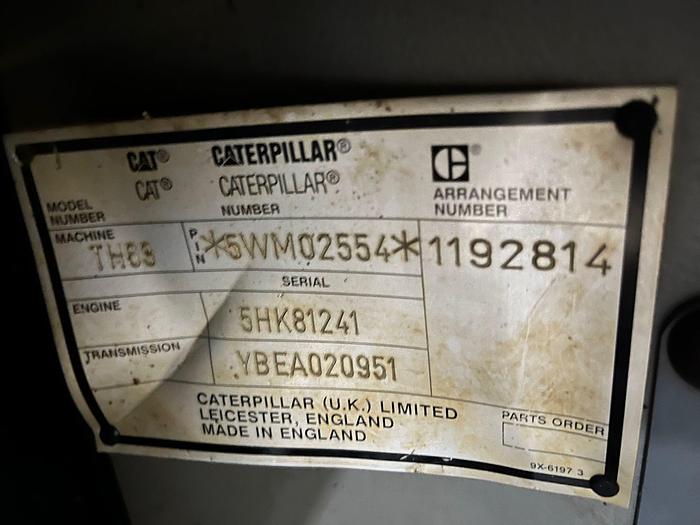 CAT® CATERPILLAR®
CAT® CATERPILLAR®
MODEL NUMBER NUMBER ARRANGEMENT NUMBER
MACHINE TH63 PIN *5WM02554* 1192814
SERIAL
ENGINE 5HK81241
TRANSMISSION YBEA020951
CATERPILLAR (U.K.) LIMITED
LEICESTER, ENGLAND
MADE IN ENGLAND
PARTS ORDER
9X-6197 3